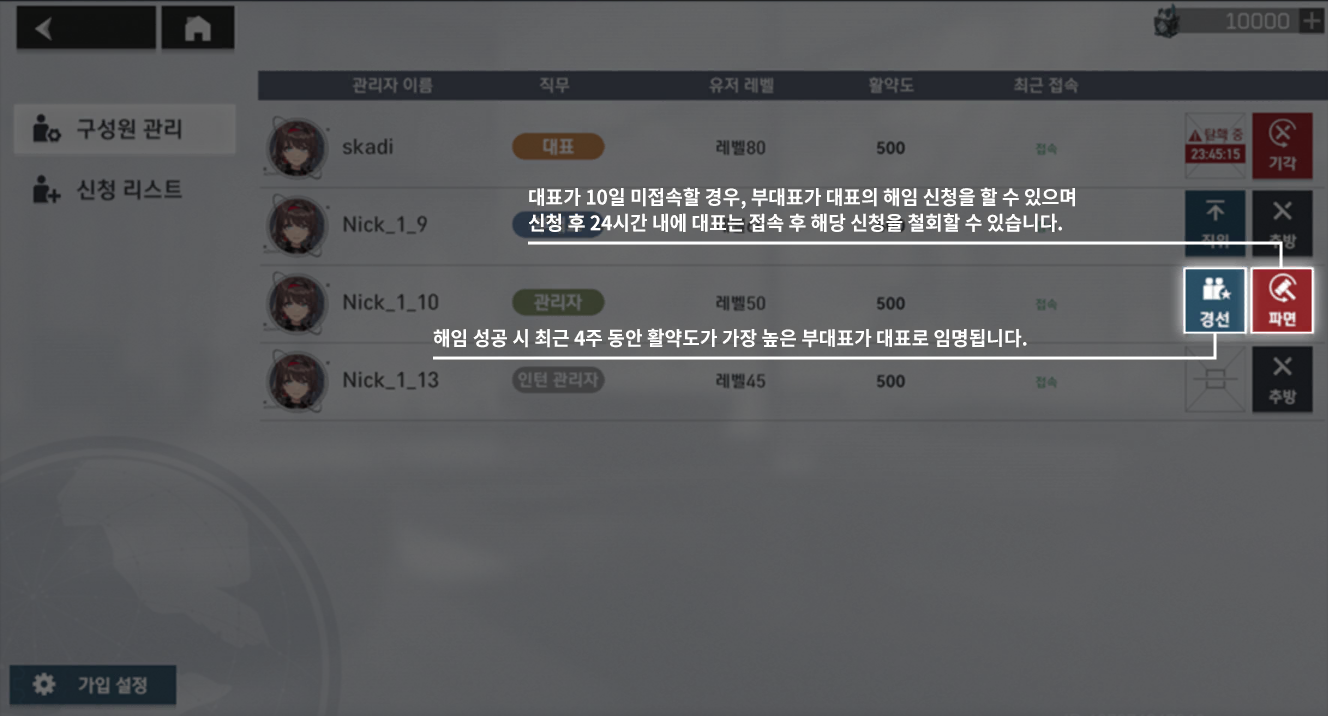 10000
관리자 이름 직무 유저 레벨 활약도 최근 접속
구성원 관리
신청 리스트
skadi 대표 레벨80 500 접속
탄핵 중
23:45:15
기각
대표가 10일 미접속할 경우, 부대표가 대표의 해임 신청을 할 수 있으며
신청 후 24시간 내에 대표는 접속 후 해당 신청을 철회할 수 있습니다.
Nick_1_9
직위 추방
Nick_1_10 관리자 레벨50 500 접속
경선 파면
해임 성공 시 최근 4주 동안 활약도가 가장 높은 부대표가 대표로 임명됩니다.
Nick_1_13 인턴 관리자 레벨45 500 접속
추방
가입 설정